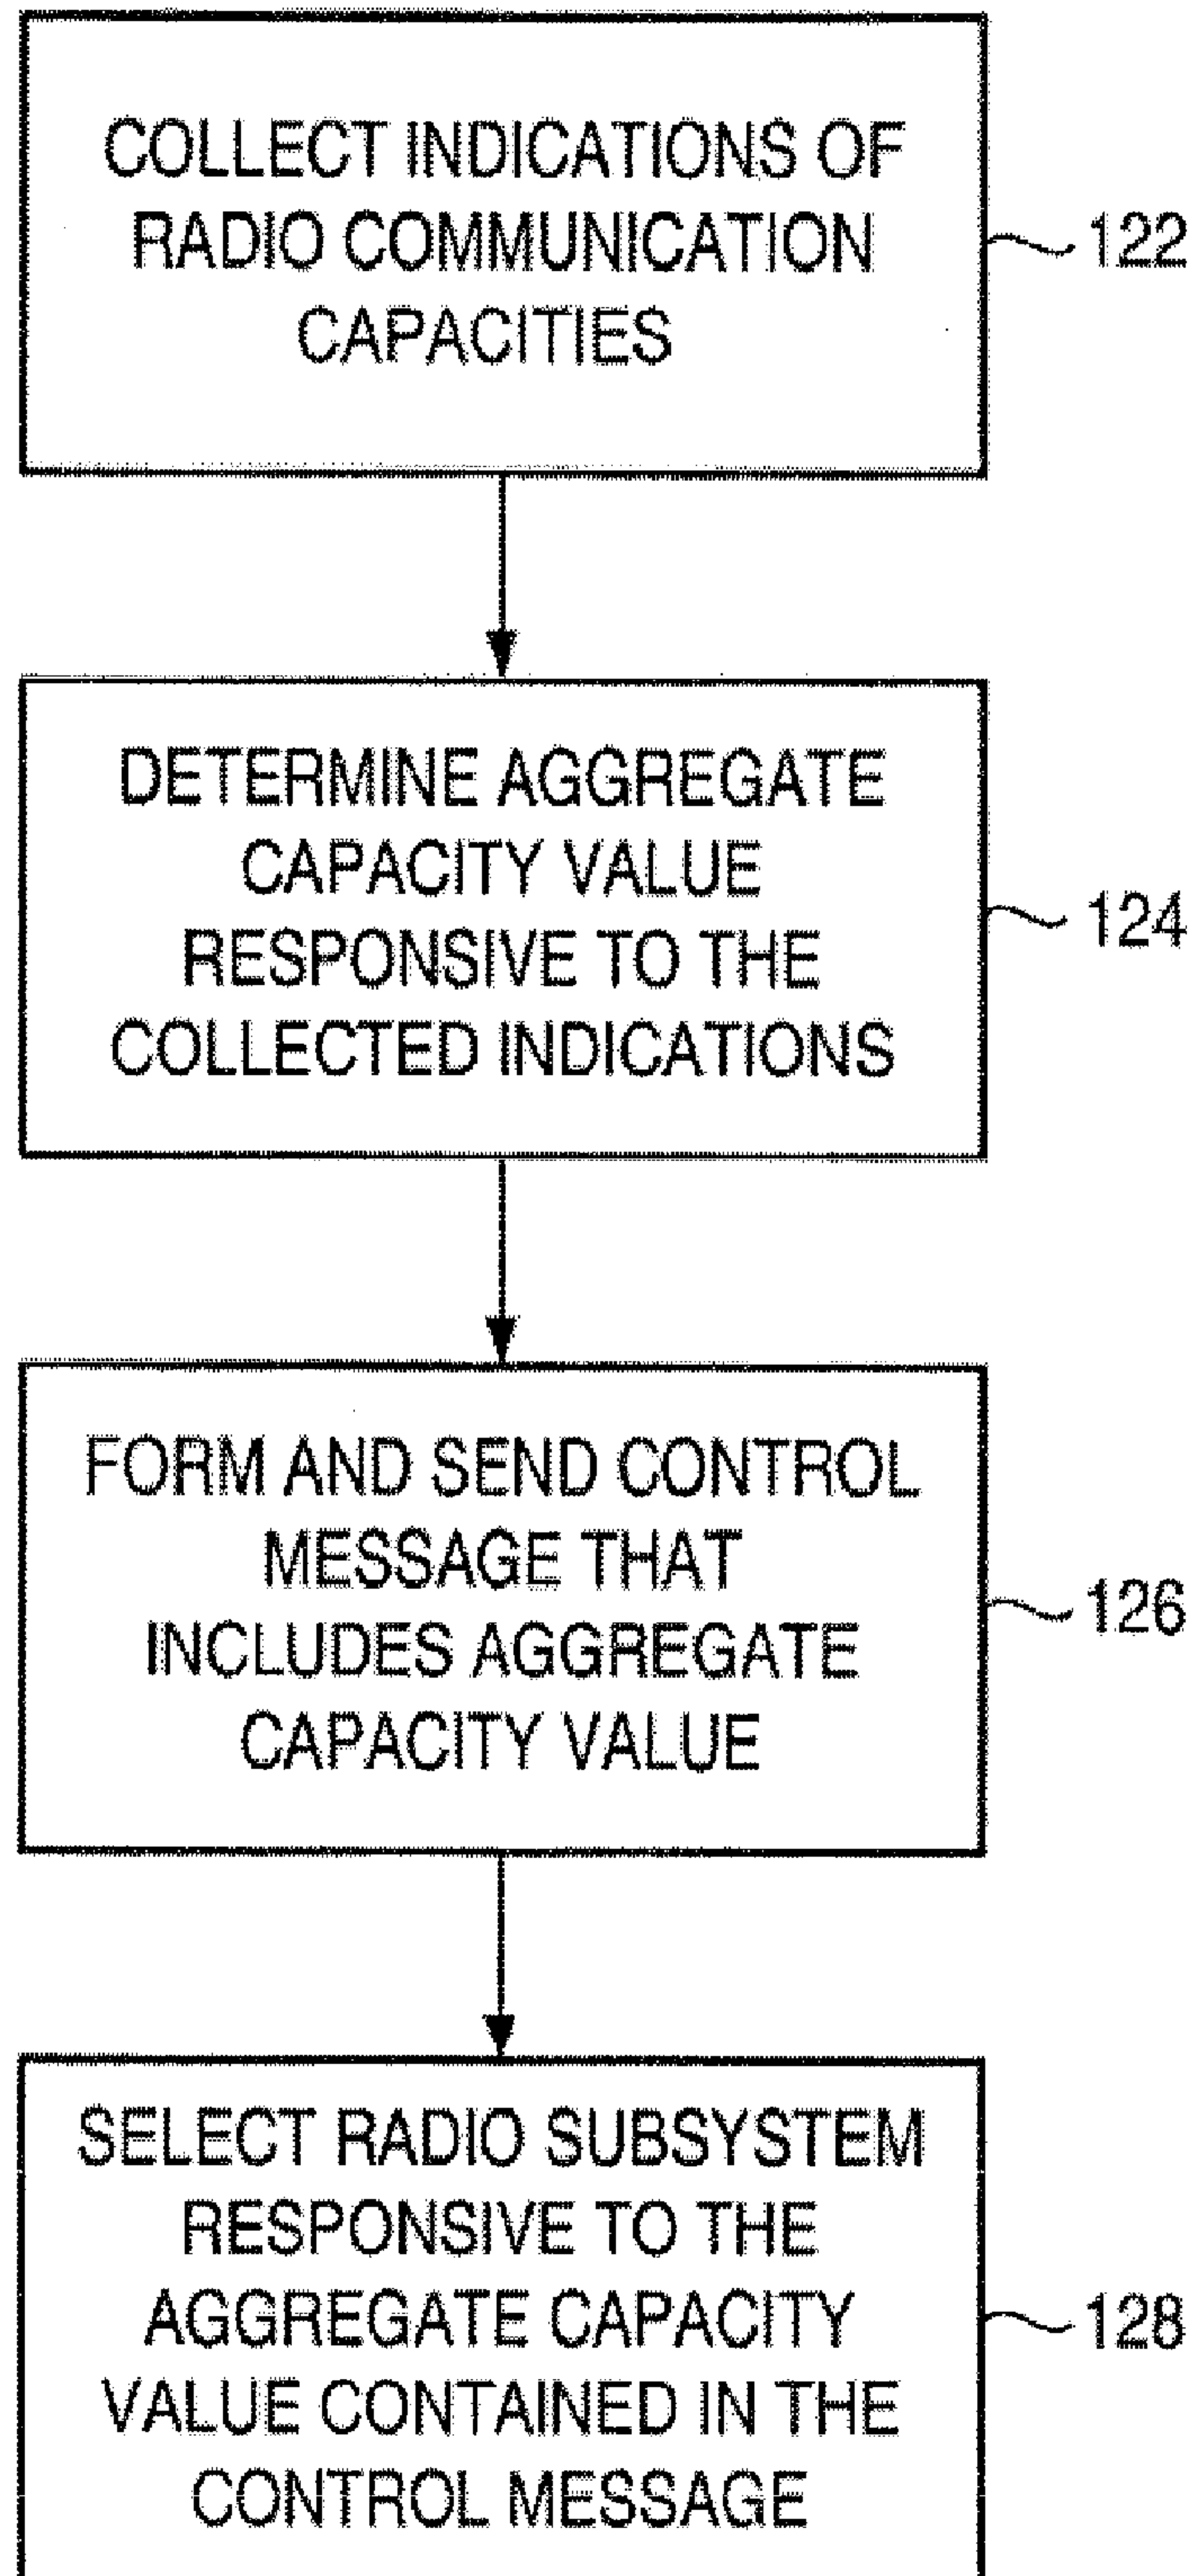 COLLECT INDICATIONS OF
RADIO COMMUNICATION
CAPACITIES
122
DETERMINE AGGREGATE
CAPACITY VALUE
RESPONSIVE TO THE
COLLECTED INDICATIONS
124
FORM AND SEND CONTROL
MESSAGE THAT
INCLUDES AGGREGATE
CAPACITY VALUE
126
SELECT RADIO SUBSYSTEM
RESPONSIVE TO THE
AGGREGATE CAPACITY
VALUE CONTAINED IN THE
CONTROL MESSAGE
128